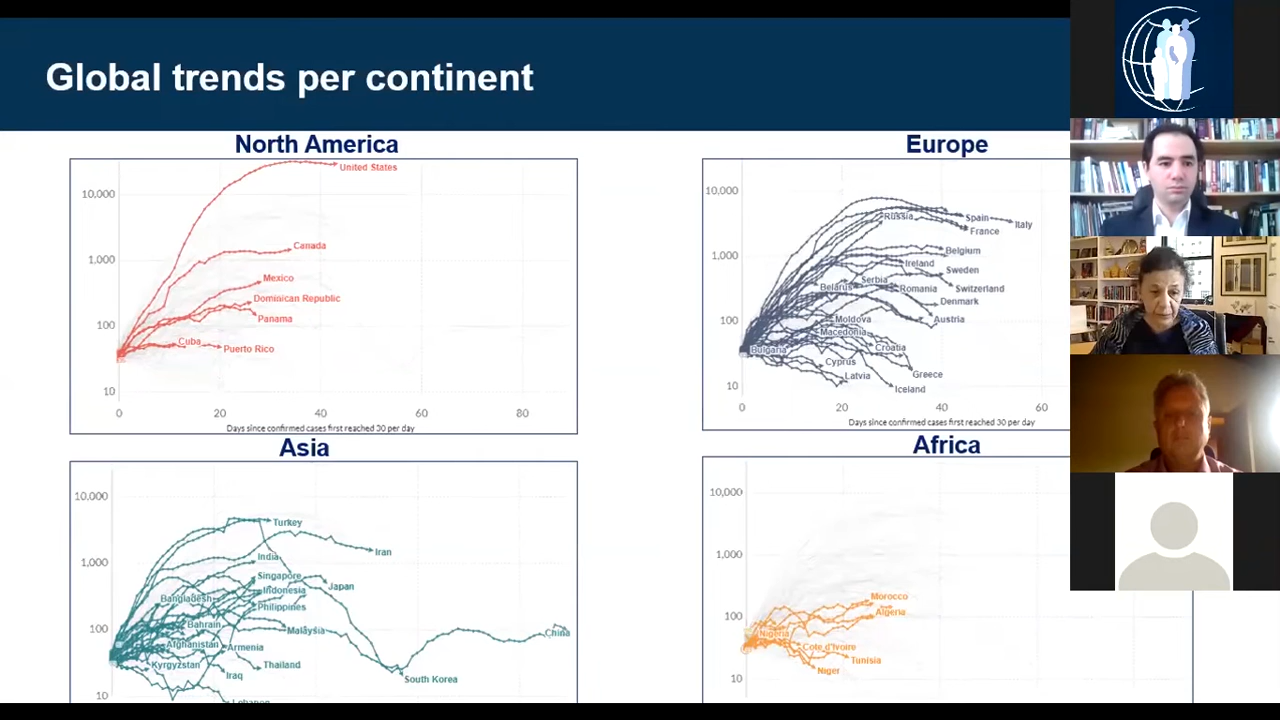 Global trends per continent
North America
10,000
1,000
100
10
United States
Canada
Mexico
Dominican Republic
Panama
Cuba
Puerto Rico
0 20 40 60 80
Days since confirmed cases first reached 30 per day
Europe
10,000
1,000
100
10
Russia
Spain
Italy
France
Belgium
Ireland
Sweden
Serbia
Belarus
Romania
Switzerland
Denmark
Moldova
Austria
Macedonia
Bulgaria
Croatia
Cyprus
Latvia
Greece
Iceland
0 20 40 60
Days since confirmed cases first reached 30 per day
Asia
10,000
1,000
100
10
Turkey
Iran
India
Singapore
Japan
Indonesia
Bangladesh
Philippines
Bahrain
Malaysia
China
Afghanistan
Armenia
Kyrgyzstan
Iraq
Thailand
South Korea
Lebanon
Africa
10,000
1,000
100
10
Morocco
Algeria
Nigeria
Cote d'Ivoire
Tunisia
Niger